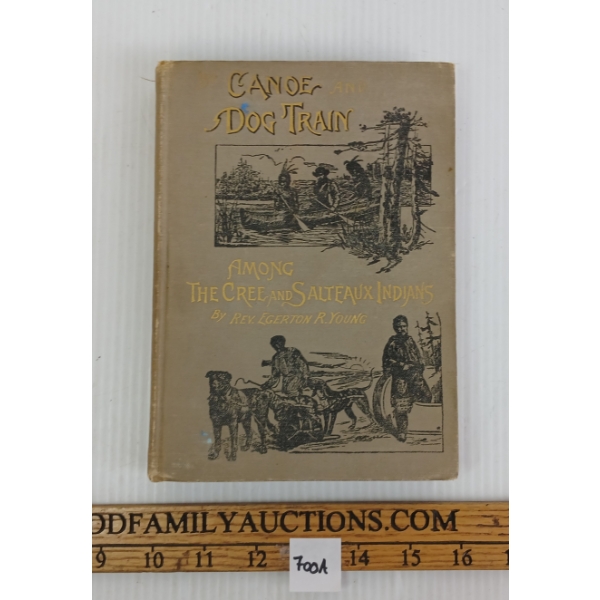 CANOE AND
DOG TRAIN
AMONG
THE CREE AND SALTEAUX INDIANS
BY REV. EGERTON R. YOUNG
ODFAMILYAUCTIONS.COM
9 10 11 12 14 15 16
700A